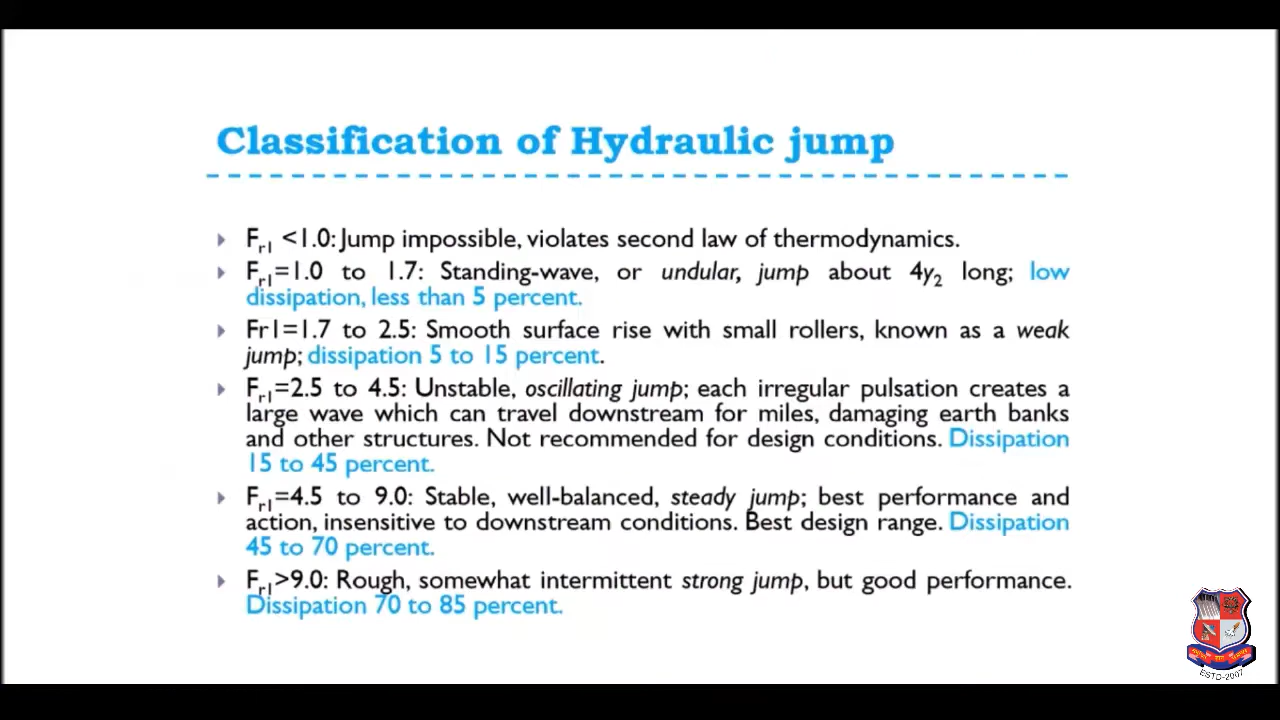 Classification of Hydraulic jump
Fr1 <1.0: Jump impossible, violates second law of thermodynamics.
Fr1=1.0 to 1.7: Standing-wave, or undular, jump about 4y2 long; low
dissipation, less than 5 percent.
Fr1=1.7 to 2.5: Smooth surface rise with small rollers, known as a weak
jump; dissipation 5 to 15 percent.
Fr1=2.5 to 4.5: Unstable, oscillating jump; each irregular pulsation creates a
large wave which can travel downstream for miles, damaging earth banks
and other structures. Not recommended for design conditions. Dissipation
15 to 45 percent.
Fr1=4.5 to 9.0: Stable, well-balanced, steady jump; best performance and
action, insensitive to downstream conditions. Best design range. Dissipation
45 to 70 percent.
Fr1>9.0: Rough, somewhat intermittent strong jump, but good performance.
Dissipation 70 to 85 percent.
ESTD-2007